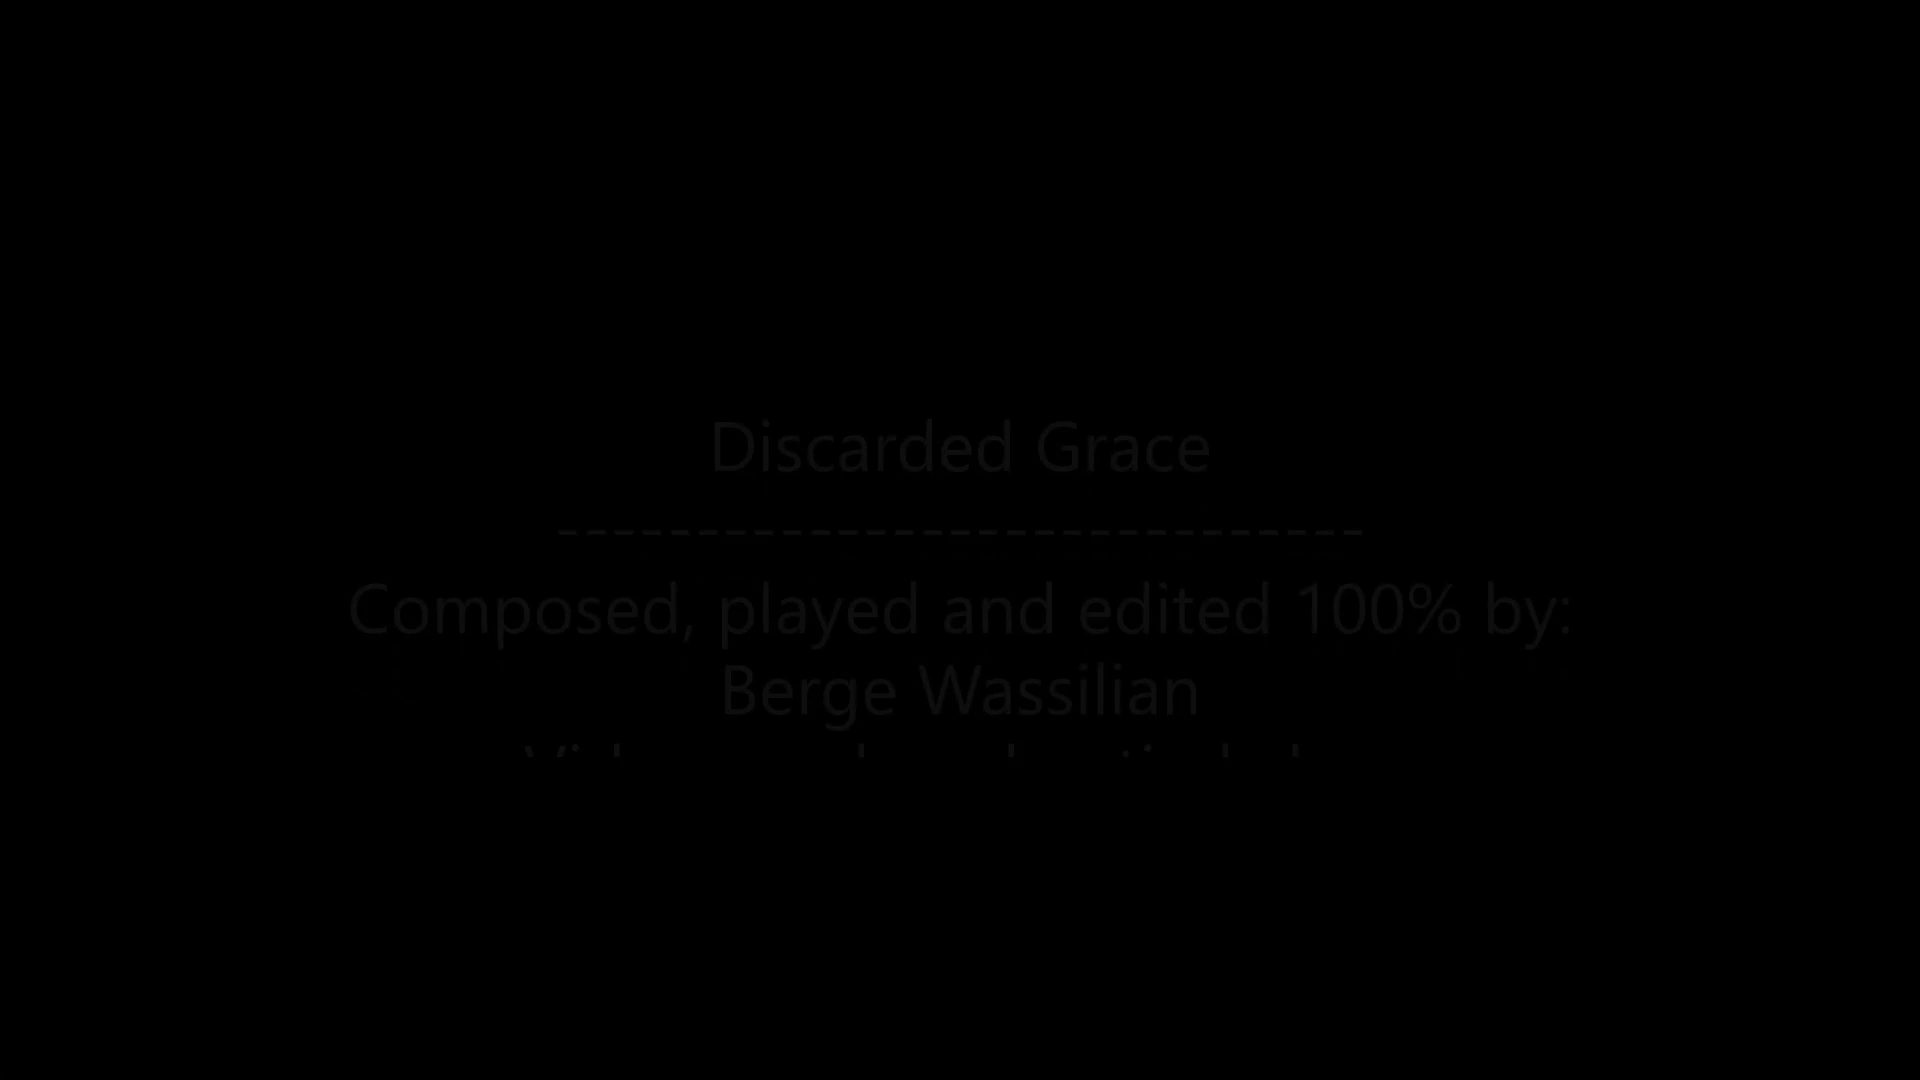 Discarded Grace
-----------------------------
Composed, played and edited 100% by:
Berge Wassilian